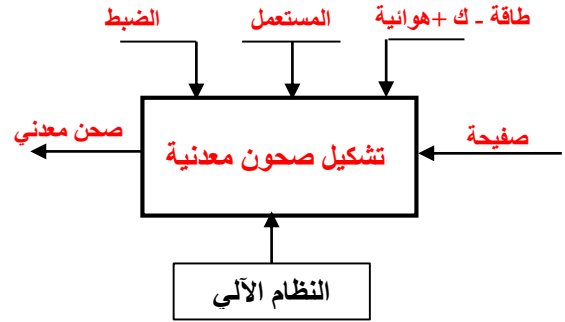 طاقة - ك +هوائية
المستعمل
الضبط
صفيحة
تشكيل صحون معدنية
صحن معدني
النظام الآلي